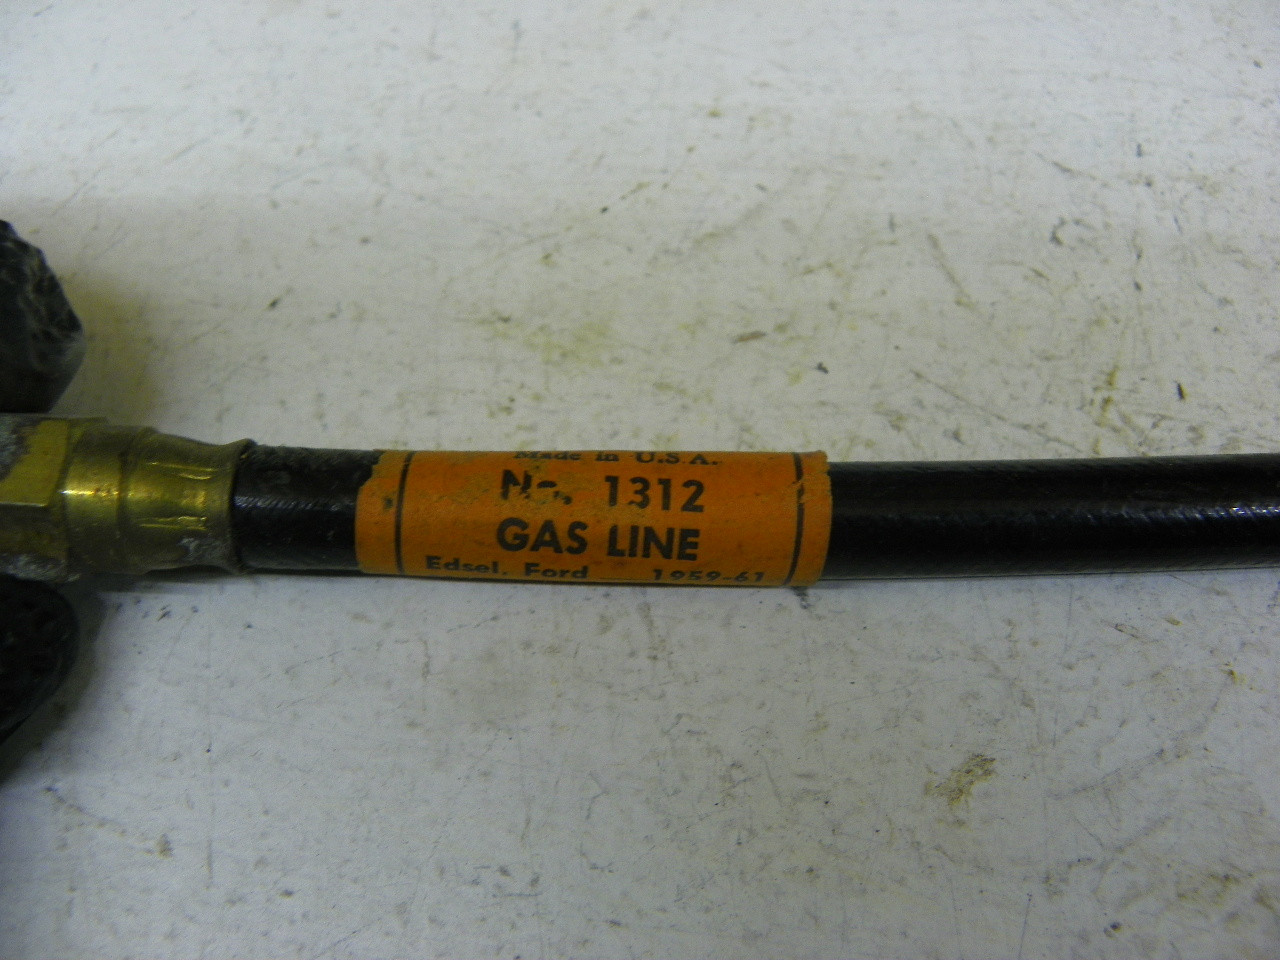 Made in U.S.A.
No. 1312
GAS LINE
Edsel, Ford 1959-61